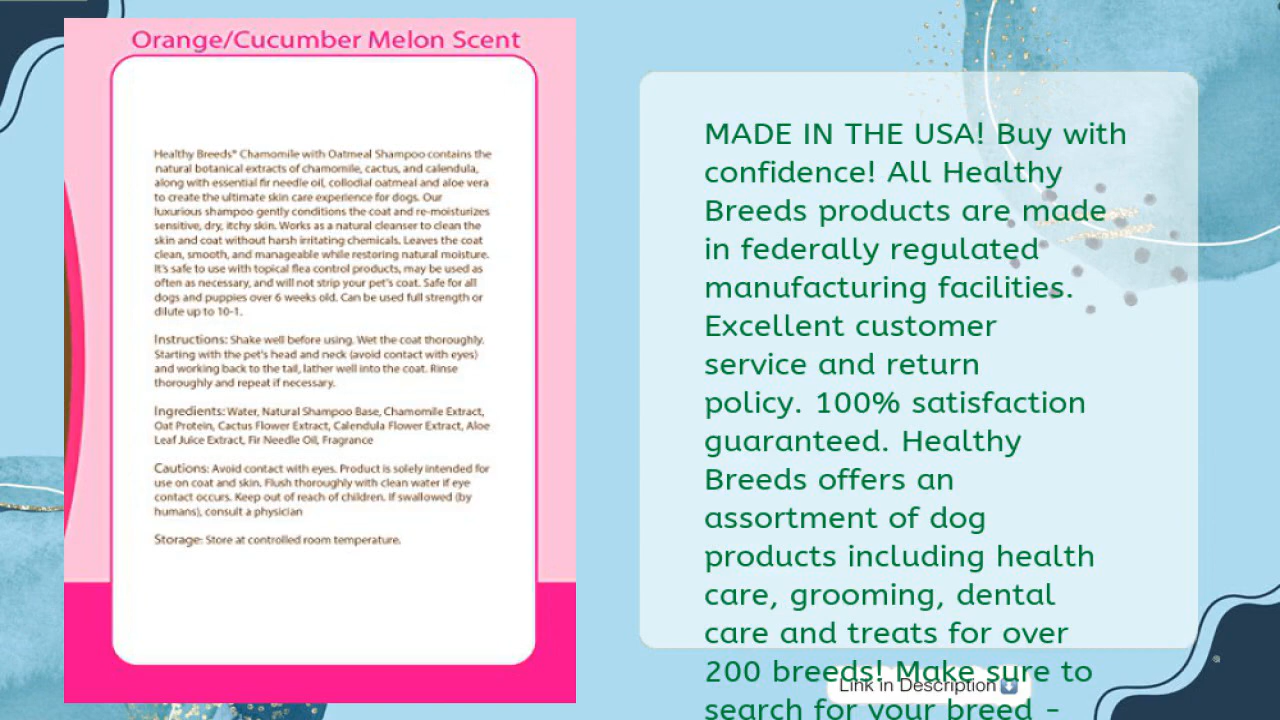 Orange/Cucumber Melon Scent
Healthy Breeds® Chamomile with Oatmeal Shampoo contains the
natural botanical extracts of chamomile, cactus, and calendula,
along with essential fir needle oil, collodial oatmeal and aloe vera
to create the ultimate skin care experience for dogs. Our
luxurious shampoo gently conditions the coat and re-moisturizes
sensitive, dry, itchy skin. Works as a natural cleanser to clean the
skin and coat without harsh irritating chemicals. Leaves the coat
clean, smooth, and manageable while restoring natural moisture.
It's safe to use with topical flea control products, may be used as
often as necessary, and will not strip your pet's coat. Safe for all
dogs and puppies over 6 weeks old. Can be used full strength or
dilute up to 10-1.
Instructions: Shake well before using. Wet the coat thoroughly.
Starting with the pet's head and neck (avoid contact with eyes)
and working back to the tail, lather well into the coat. Rinse
thoroughly and repeat if necessary.
Ingredients: Water, Natural Shampoo Base, Chamomile Extract,
Oat Protein, Cactus Flower Extract, Calendula Flower Extract, Aloe
Leaf Juice Extract, Fir Needle Oil, Fragrance
Cautions: Avoid contact with eyes. Product is solely intended for
use on coat and skin. Flush thoroughly with clean water if eye
contact occurs. Keep out of reach of children. If swallowed (by
humans), consult a physician
Storage: Store at controlled room temperature.
MADE IN THE USA! Buy with
confidence! All Healthy
Breeds products are made
in federally regulated
manufacturing facilities.
Excellent customer
service and return
policy. 100% satisfaction
guaranteed. Healthy
Breeds offers an
assortment of dog
products including health
care, grooming, dental
care and treats for over
200 breeds! Make sure to
Link in Description
search for your breed -